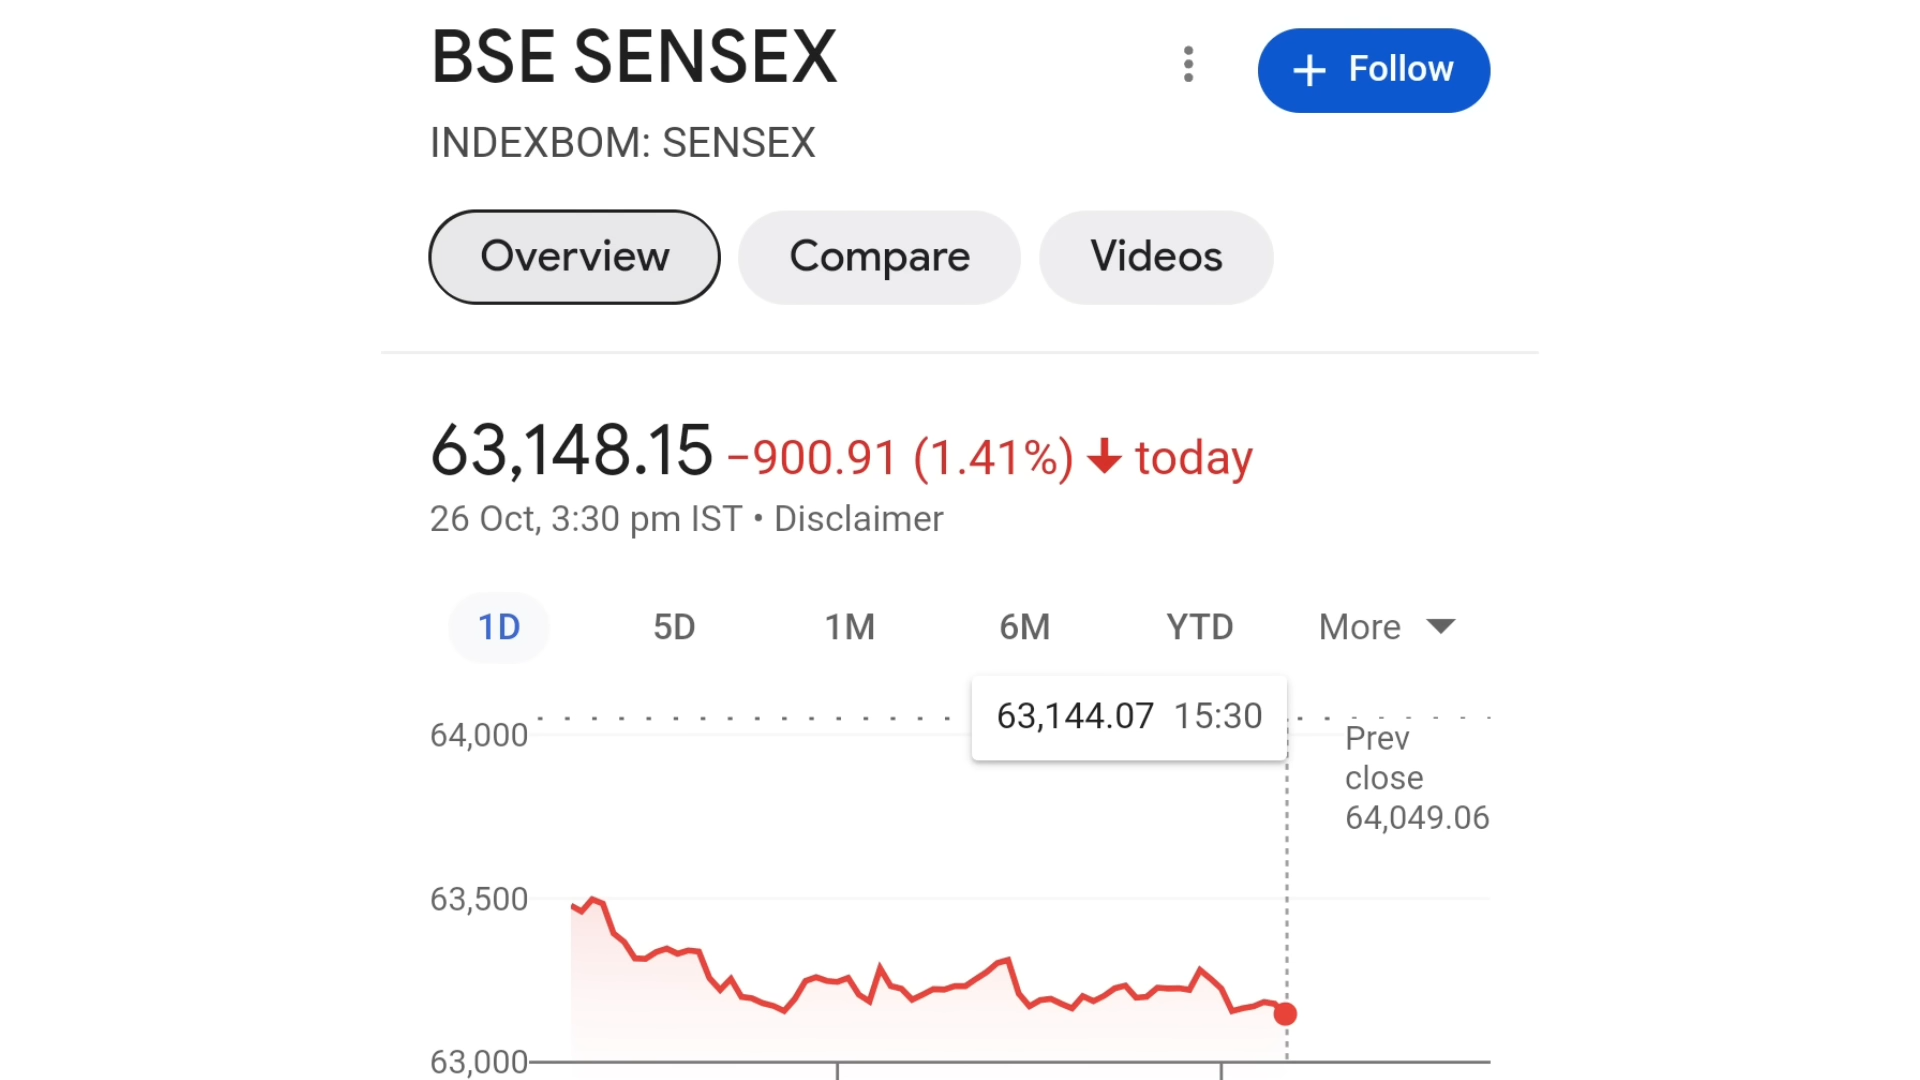 BSE SENSEX
+ Follow
INDEXBOM: SENSEX
Overview
Compare
Videos
63,148.15 −900.91 (1.41%) ↓ today
26 Oct, 3:30 pm IST • Disclaimer
1D 5D 1M 6M YTD More
63,144.07 15:30
64,000
Prev
close
64,049.06
63,500
63,000